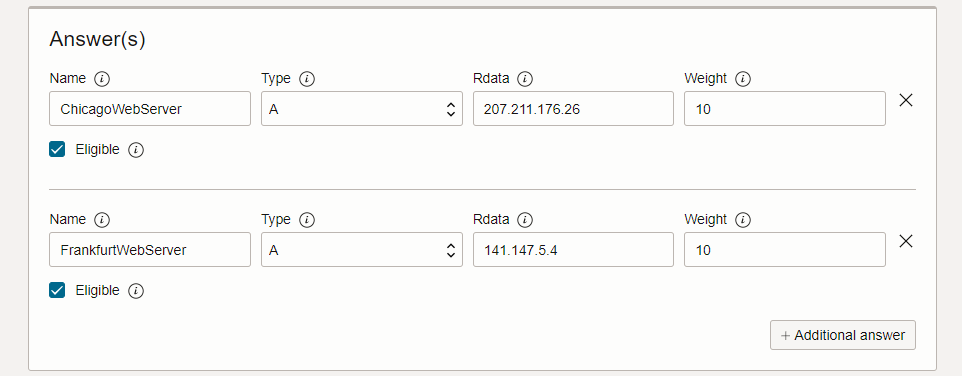 Answer(s)
Name i Type i Rdata i Weight i
ChicagoWebServer A 207.211.176.26 10
Eligible i
Name i Type i Rdata i Weight i
FrankfurtWebServer A 141.147.5.4 10
Eligible i
+ Additional answer